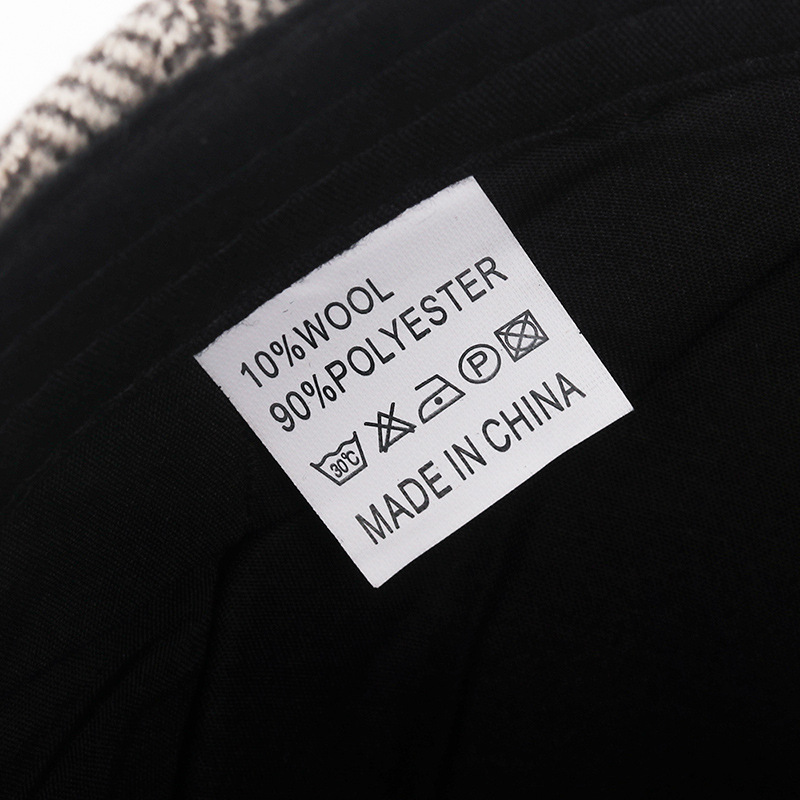 10%WOOL
90%POLYESTER
30℃ P
MADE IN CHINA